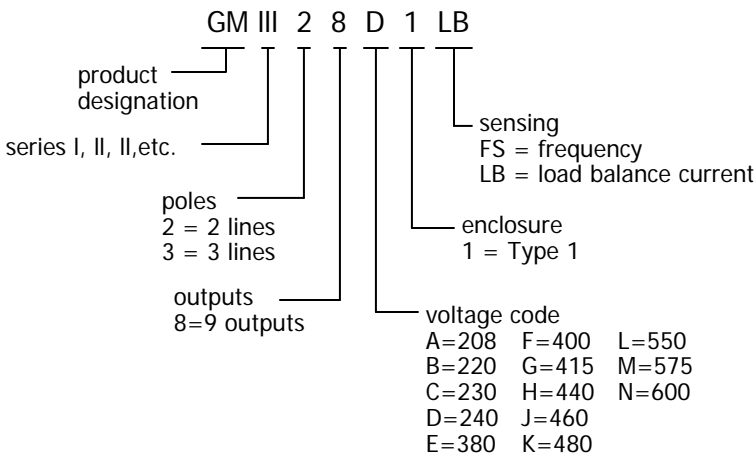 GM III 2 8 D 1 LB
product
designation
series I, II, II,etc.
poles
2 = 2 lines
3 = 3 lines
outputs
8=9 outputs
sensing
FS = frequency
LB = load balance current
enclosure
1 = Type 1
voltage code
A=208 F=400 L=550
B=220 G=415 M=575
C=230 H=440 N=600
D=240 J=460
E=380 K=480